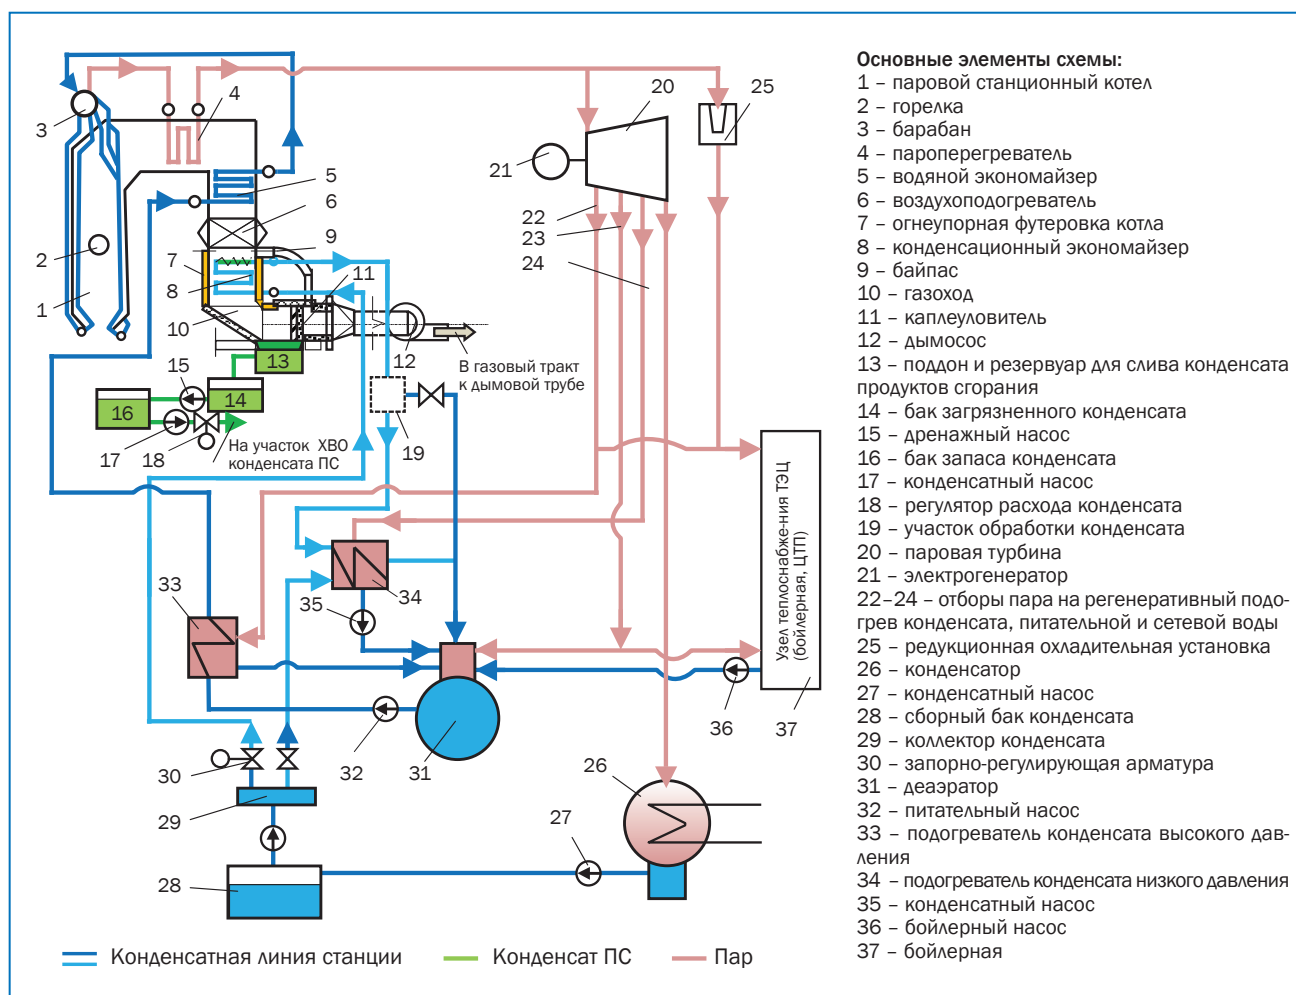 3
4
20
25
21
5
6
22
9
23
7
2
24
8
11
1
10
В газовый тракт
к дымовой трубе
12
13
15
14
16
На участок ХВО
конденсата ПС
17
18
19
33
35
34
Узел теплоснабже-ния ТЭЦ
(бойлерная, ЦТП)
36
37
30
32
31
26
29
27
28
Конденсатная линия станции
Конденсат ПС
Пар
Основные элементы схемы:
1 – паровой станционный котел
2 – горелка
3 – барабан
4 – пароперегреватель
5 – водяной экономайзер
6 – воздухоподогреватель
7 – огнеупорная футеровка котла
8 – конденсационный экономайзер
9 – байпас
10 – газоход
11 – каплеуловитель
12 – дымосос
13 – поддон и резервуар для слива конденсата
продуктов сгорания
14 – бак загрязненного конденсата
15 – дренажный насос
16 – бак запаса конденсата
17 – конденсатный насос
18 – регулятор расхода конденсата
19 – участок обработки конденсата
20 – паровая турбина
21 – электрогенератор
22–24 – отборы пара на регенеративный подо-
грев конденсата, питательной и сетевой воды
25 – редукционная охладительная установка
26 – конденсатор
27 – конденсатный насос
28 – сборный бак конденсата
29 – коллектор конденсата
30 – запорно-регулирующая арматура
31 – деаэратор
32 – питательный насос
33 – подогреватель конденсата высокого дав-
ления
34 – подогреватель конденсата низкого давления
35 – конденсатный насос
36 – бойлерный насос
37 – бойлерная